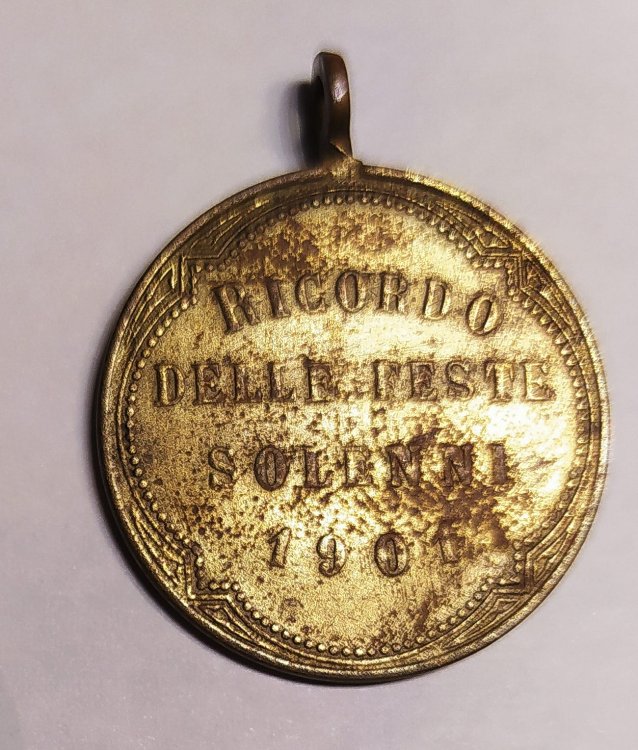 RICORDO
DELLE FESTE
SOLENNI
1901